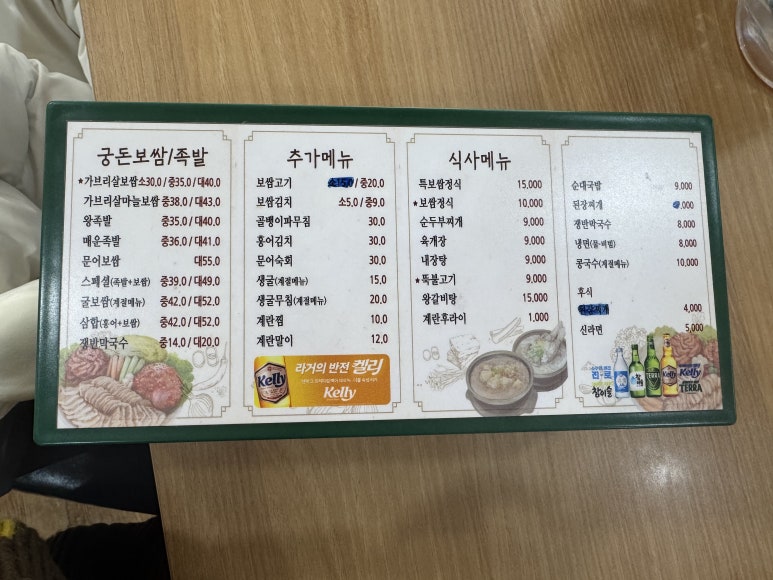 궁돈보쌈/족발
★가브리살보쌈소30,0/중35,0/대40,0
가브리살마늘보쌈 중38,0/대43,0
왕족발 중35,0/대40,0
매운족발 중36,0/대41,0
문어보쌈 대55,0
스페셜(족발+보쌈) 중39,0/대49,0
굴보쌈(계절메뉴) 중42,0/대52,0
삼합(홍어+보쌈) 중42,0/대52,0
쟁반막국수 중14,0/대20,0
추가메뉴
보쌈고기 /중20,0
보쌈김치 소5,0/중9,0
골뱅이파무침 30,0
홍어김치 30,0
문어숙회 30,0
생굴(계절메뉴) 15,0
생굴무침(계절메뉴) 20,0
계란찜 10,0
계란말이 12,0
Kelly
라거의 반전 켈리
Kelly
식사메뉴
특보쌈정식 15,000
★보쌈정식 10,000
순두부찌개 9,000
육개장 9,000
내장탕 9,000
★뚝불고기 9,000
왕갈비탕 15,000
계란후라이 1,000
순대국밥 9,000
된장찌개 ,000
쟁반막국수 8,000
냉면(물·비빔) 8,000
콩국수(계절메뉴) 10,000
후식
4,000
신라면 5,000
진로
참이슬
TERRA
Kelly
Kelly
TERRA